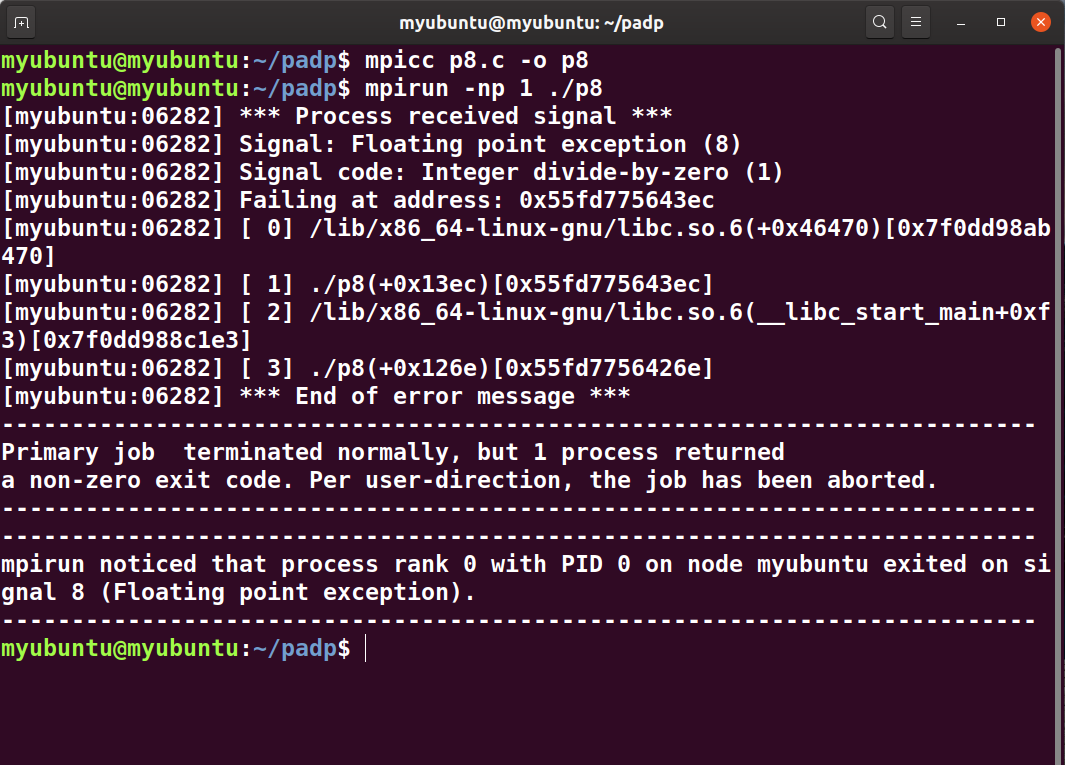 myubuntu@myubuntu: ~/padp
myubuntu@myubuntu:~/padp$ mpicc p8.c -o p8
myubuntu@myubuntu:~/padp$ mpirun -np 1 ./p8
[myubuntu:06282] *** Process received signal ***
[myubuntu:06282] Signal: Floating point exception (8)
[myubuntu:06282] Signal code: Integer divide-by-zero (1)
[myubuntu:06282] Failing at address: 0x55fd775643ec
[myubuntu:06282] [ 0] /lib/x86_64-linux-gnu/libc.so.6(+0x46470)[0x7f0dd98ab
470]
[myubuntu:06282] [ 1] ./p8(+0x13ec)[0x55fd775643ec]
[myubuntu:06282] [ 2] /lib/x86_64-linux-gnu/libc.so.6(__libc_start_main+0xf
3)[0x7f0dd988c1e3]
[myubuntu:06282] [ 3] ./p8(+0x126e)[0x55fd7756426e]
[myubuntu:06282] *** End of error message ***
--------------------------------------------------------------------------
Primary job  terminated normally, but 1 process returned
a non-zero exit code. Per user-direction, the job has been aborted.
--------------------------------------------------------------------------
--------------------------------------------------------------------------
mpirun noticed that process rank 0 with PID 0 on node myubuntu exited on si
gnal 8 (Floating point exception).
--------------------------------------------------------------------------
myubuntu@myubuntu:~/padp$